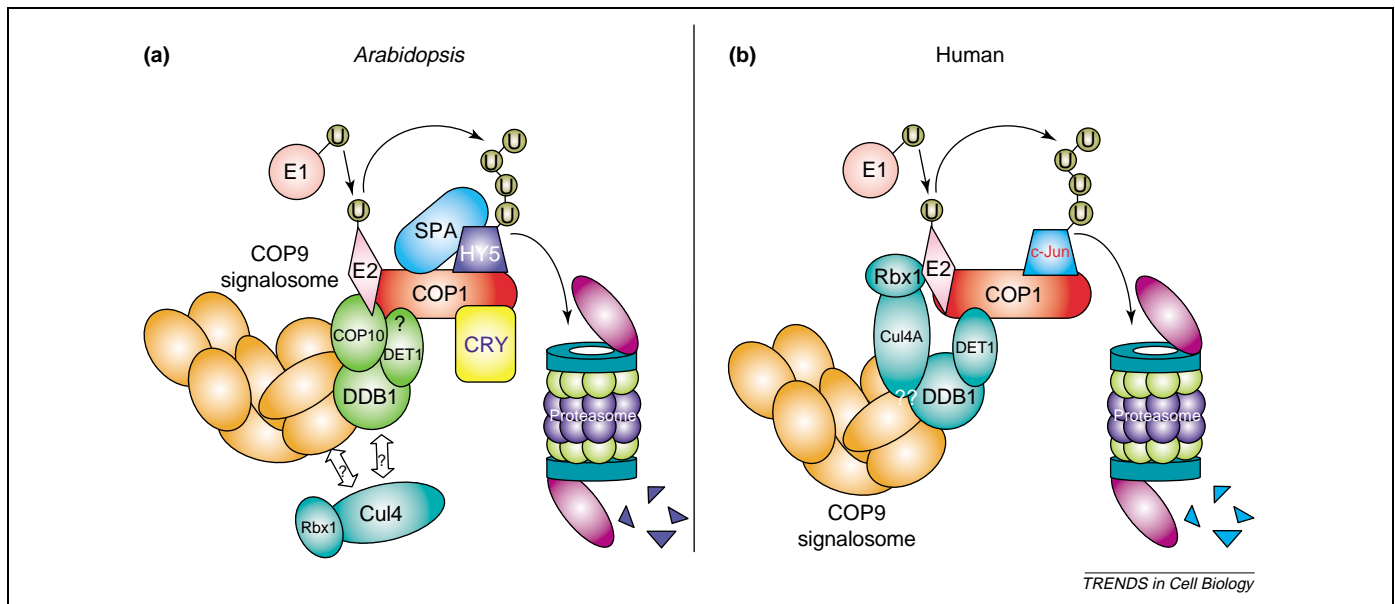 (a)
Arabidopsis
U
U
U
U
U
U
E1
U
SPA
HY5
COP9
signalosome
E2
COP1
?
COP10
DET1
CRY
DDB1
Proteasome
?
?
Cul4
Rbx1
(b)
Human
U
U
U
U
U
U
E1
c-Jun
E2
Rbx1
COP1
Cul4A
DET1
??
DDB1
Proteasome
COP9
signalosome
TRENDS in Cell Biology